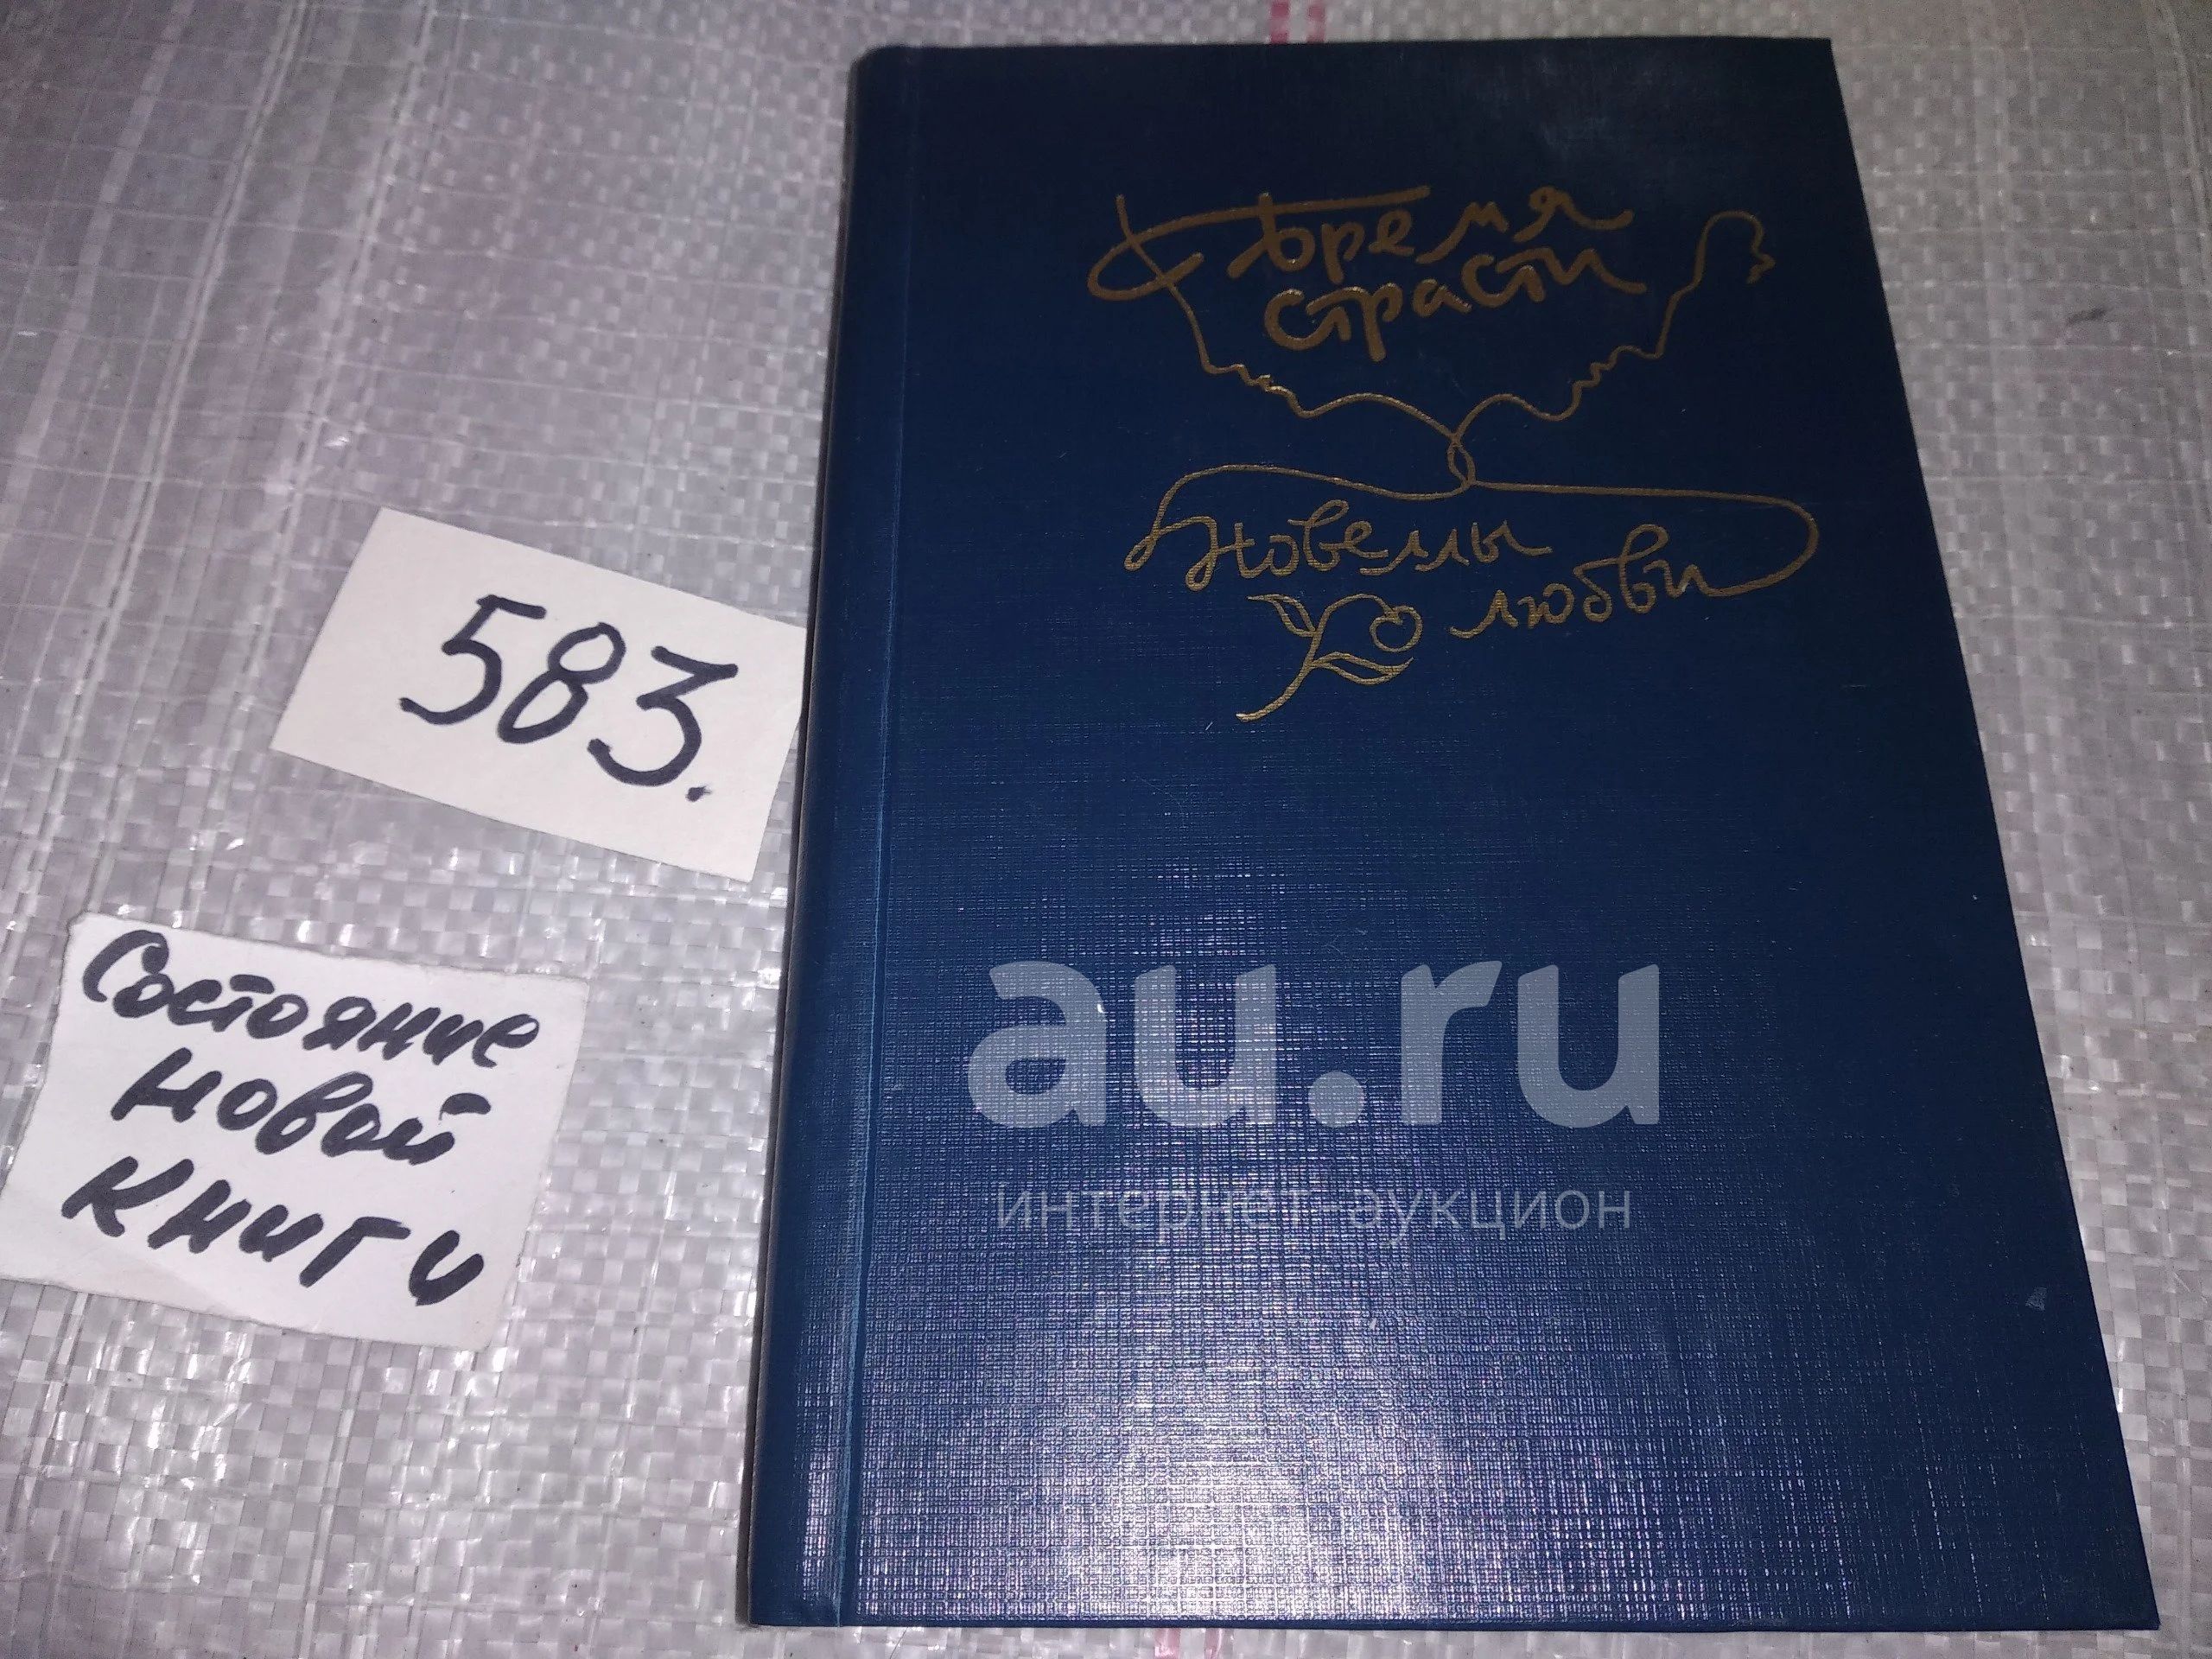 Бремя
страсти
Новеллы
о любви
583.
Состояние
новой
книги
au.ru
интернет-аукцион